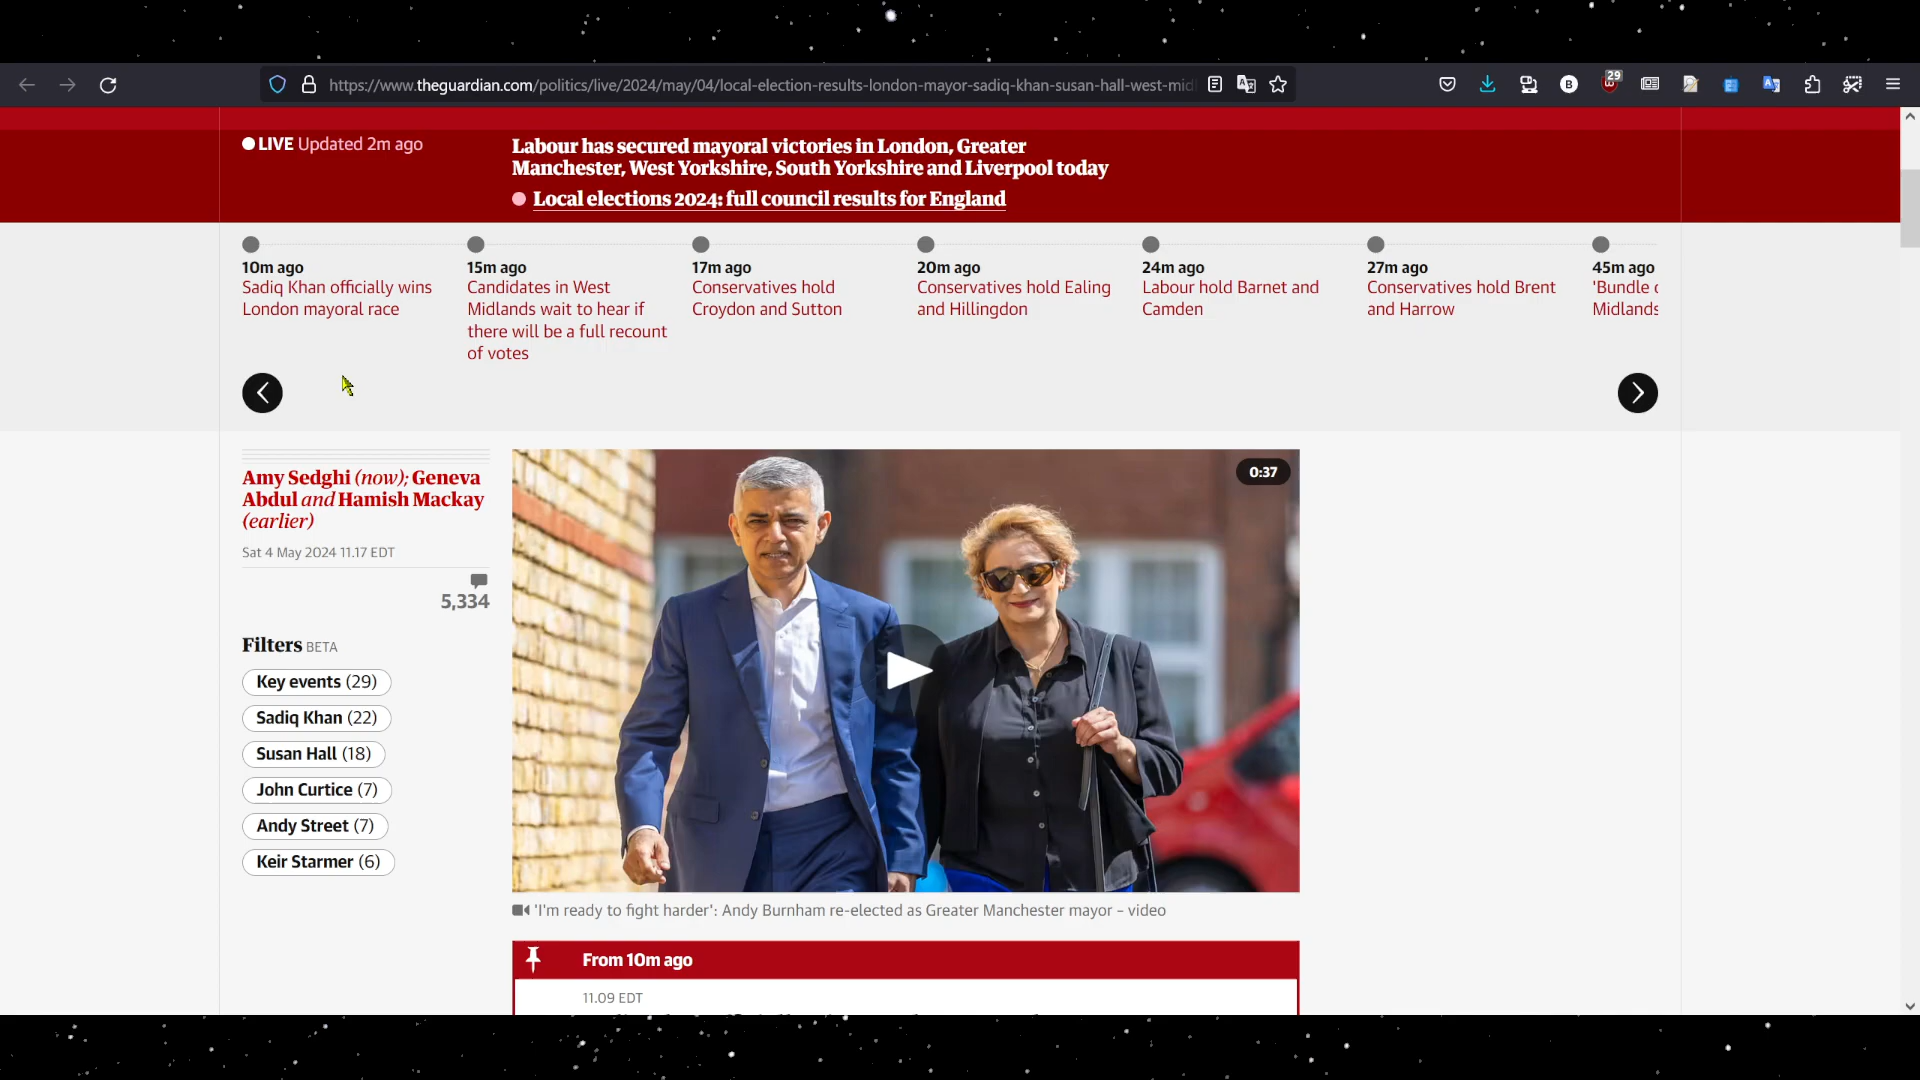 https://www.theguardian.com/politics/live/2024/may/04/local-election-results-london-mayor-sadiq-khan-susan-hall-west-mid
29
LIVE Updated 2m ago
Labour has secured mayoral victories in London, Greater
Manchester, West Yorkshire, South Yorkshire and Liverpool today
Local elections 2024: full council results for England
10m ago
Sadiq Khan officially wins
London mayoral race
15m ago
Candidates in West
Midlands wait to hear if
there will be a full recount
of votes
17m ago
Conservatives hold
Croydon and Sutton
20m ago
Conservatives hold Ealing
and Hillingdon
24m ago
Labour hold Barnet and
Camden
27m ago
Conservatives hold Brent
and Harrow
45m ago
'Bundle
Midlands
Amy Sedghi (now); Geneva
Abdul and Hamish Mackay
(earlier)
Sat 4 May 2024 11.17 EDT
5,334
Filters BETA
Key events (29)
Sadiq Khan (22)
Susan Hall (18)
John Curtice (7)
Andy Street (7)
Keir Starmer (6)
0:37
'I'm ready to fight harder': Andy Burnham re-elected as Greater Manchester mayor – video
From 10m ago
11.09 EDT